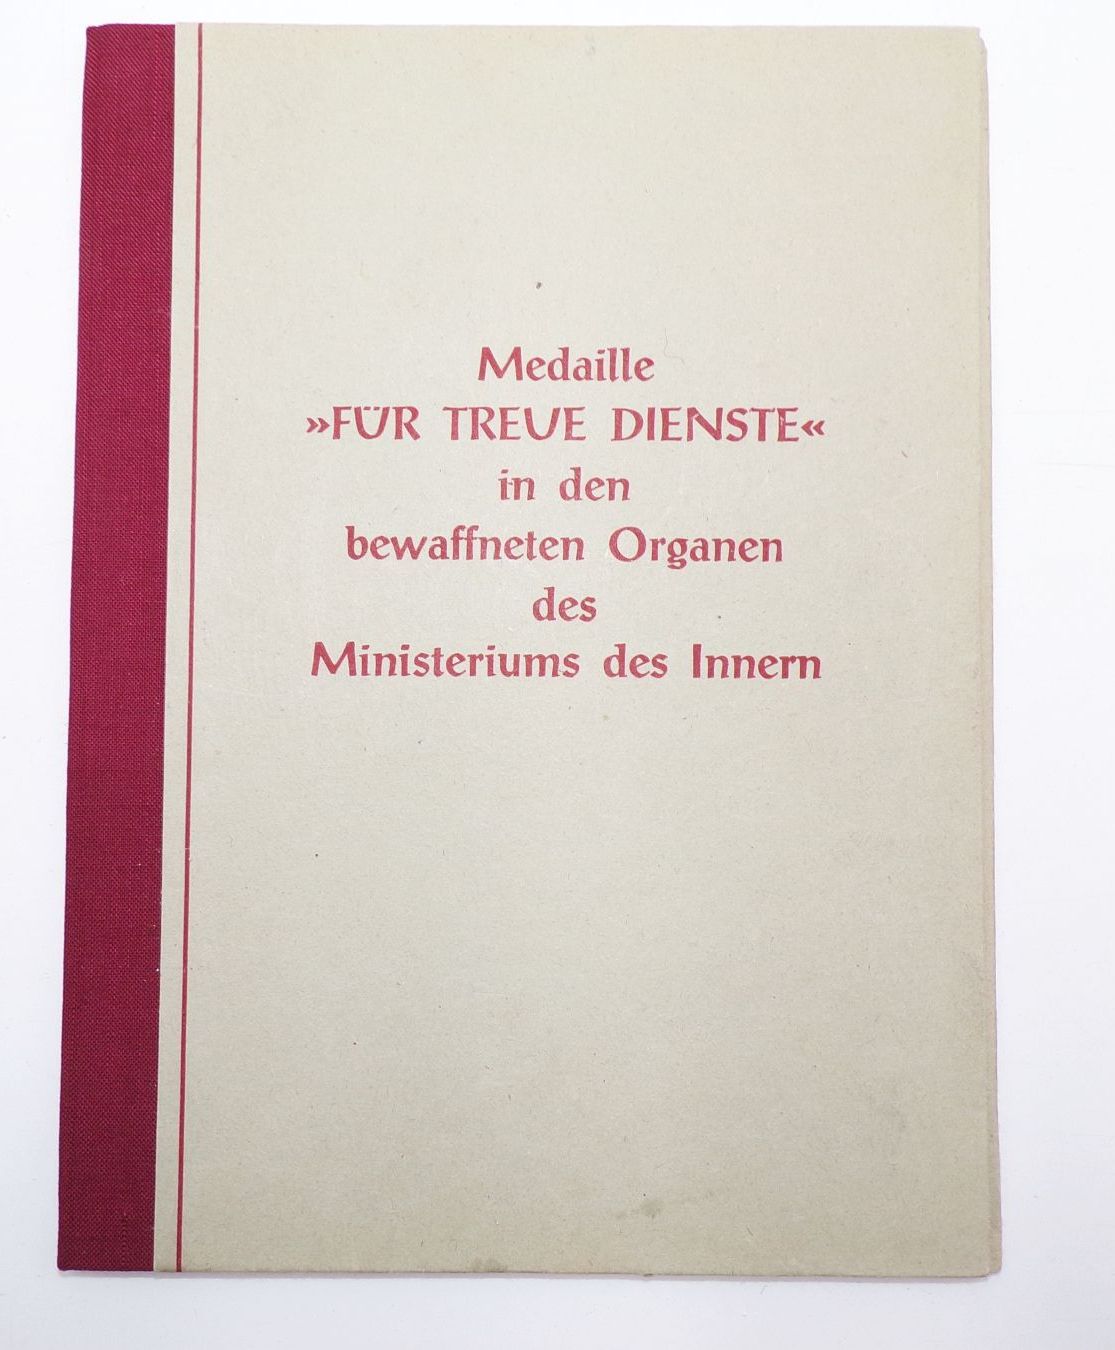 Medaille
»FÜR TREUE DIENSTE«
in den
bewaffneten Organen
des
Ministeriums des Innern